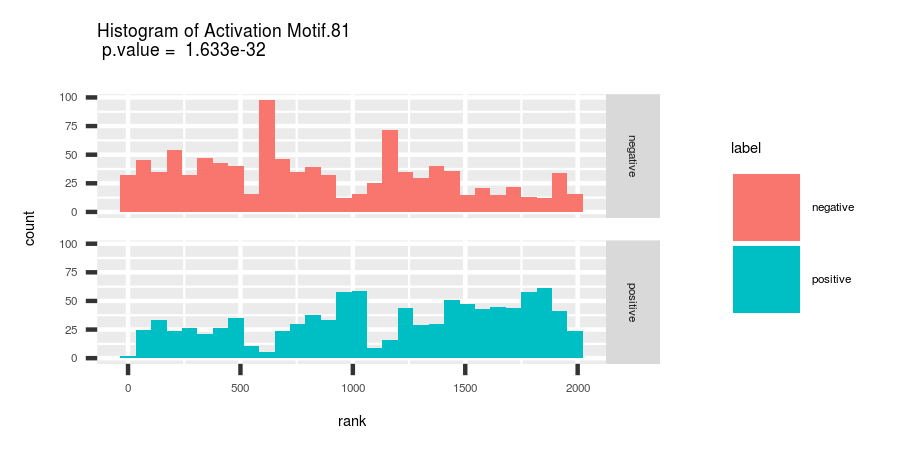 Histogram of Activation Motif.81
p.value = 1.633e-32
count
100
75
50
25
0
negative
100
75
50
25
0
positive
0 500 1000 1500 2000
rank
label
negative
positive